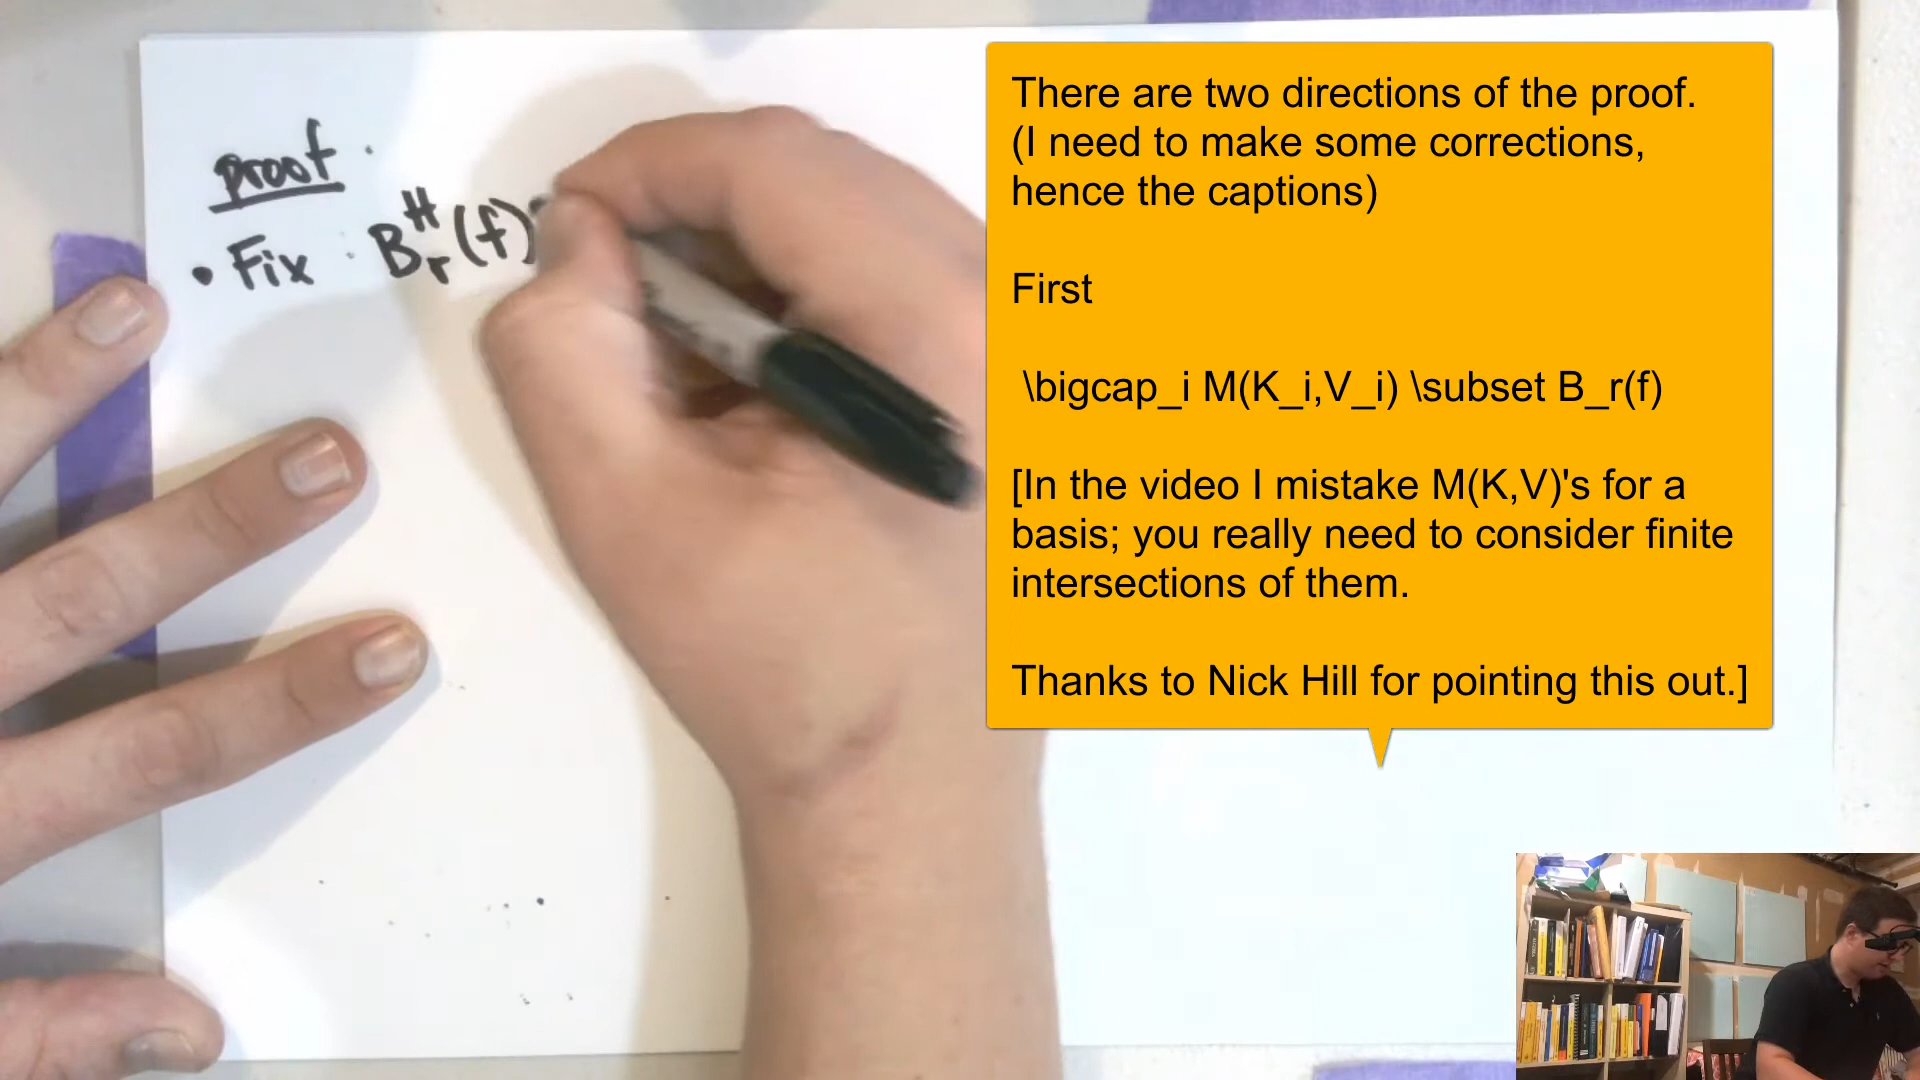 proof.
• Fix B_r^H(f)
There are two directions of the proof.
(I need to make some corrections,
hence the captions)
First
\bigcap_i M(K_i,V_i) \subset B_r(f)
[In the video I mistake M(K,V)'s for a
basis; you really need to consider finite
intersections of them.
Thanks to Nick Hill for pointing this out.]